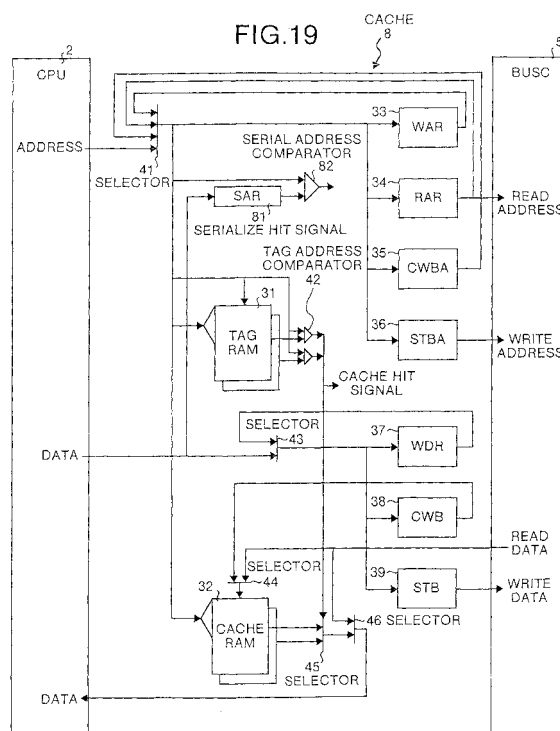 FIG.19
CACHE
8
2
CPU
5
BUSC
33
WAR
ADDRESS
41
SELECTOR
SERIAL ADDRESS
COMPARATOR
82
SAR
81
SERIALIZE HIT SIGNAL
34
RAR
READ
ADDRESS
TAG ADDRESS
COMPARATOR
42
35
CWBA
31
TAG
RAM
36
STBA
WRITE
ADDRESS
CACHE HIT
SIGNAL
SELECTOR
43
37
WDR
DATA
38
CWB
READ
DATA
SELECTOR
44
39
STB
WRITE
DATA
32
CACHE
RAM
46 SELECTOR
45
SELECTOR
DATA